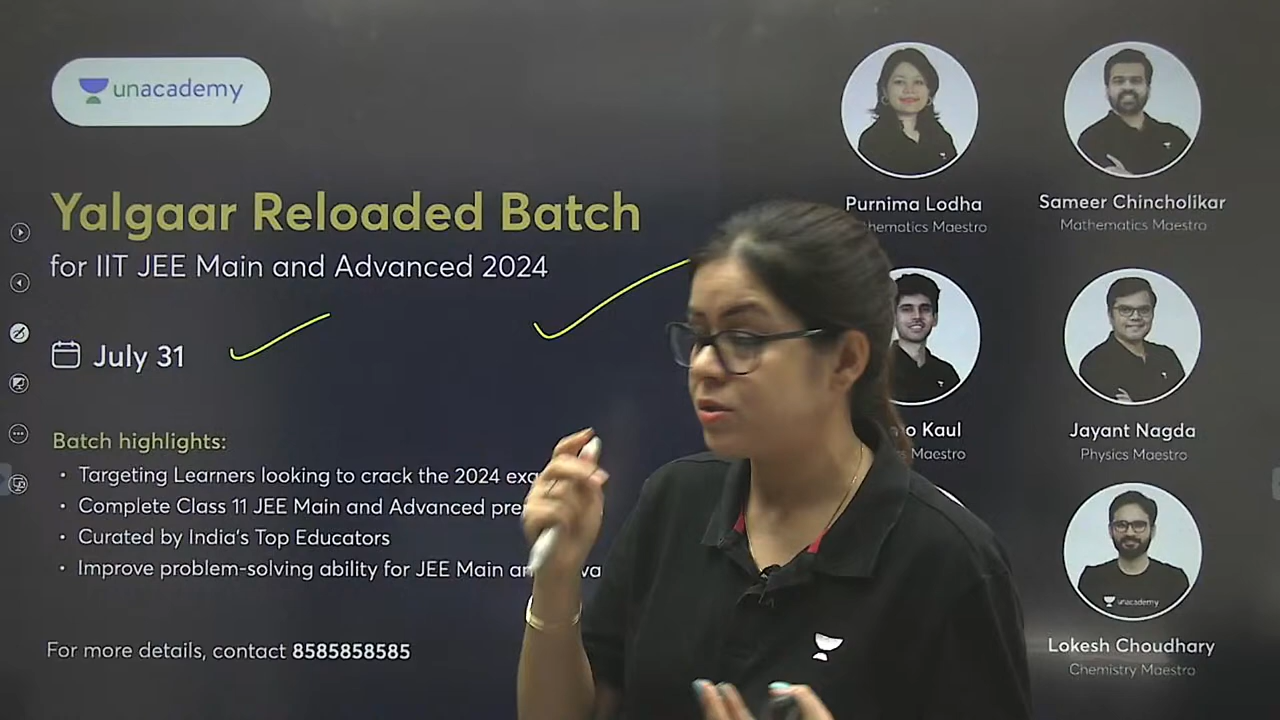 unacademy
Yalgaar Reloaded Batch
for IIT JEE Main and Advanced 2024
July 31
Batch highlights:
• Targeting Learners looking to crack the 2024
• Complete Class 11 JEE Main and Advanced
• Curated by India's Top Educators
• Improve problem-solving ability for JEE Main
For more details, contact 8585858585
Purnima Lodha
Sameer Chincholikar
Mathematics Maestro
Kaul
Maestro
Jayant Nagda
Physics Maestro
unacademy
Lokesh Choudhary
Chemistry Maestro